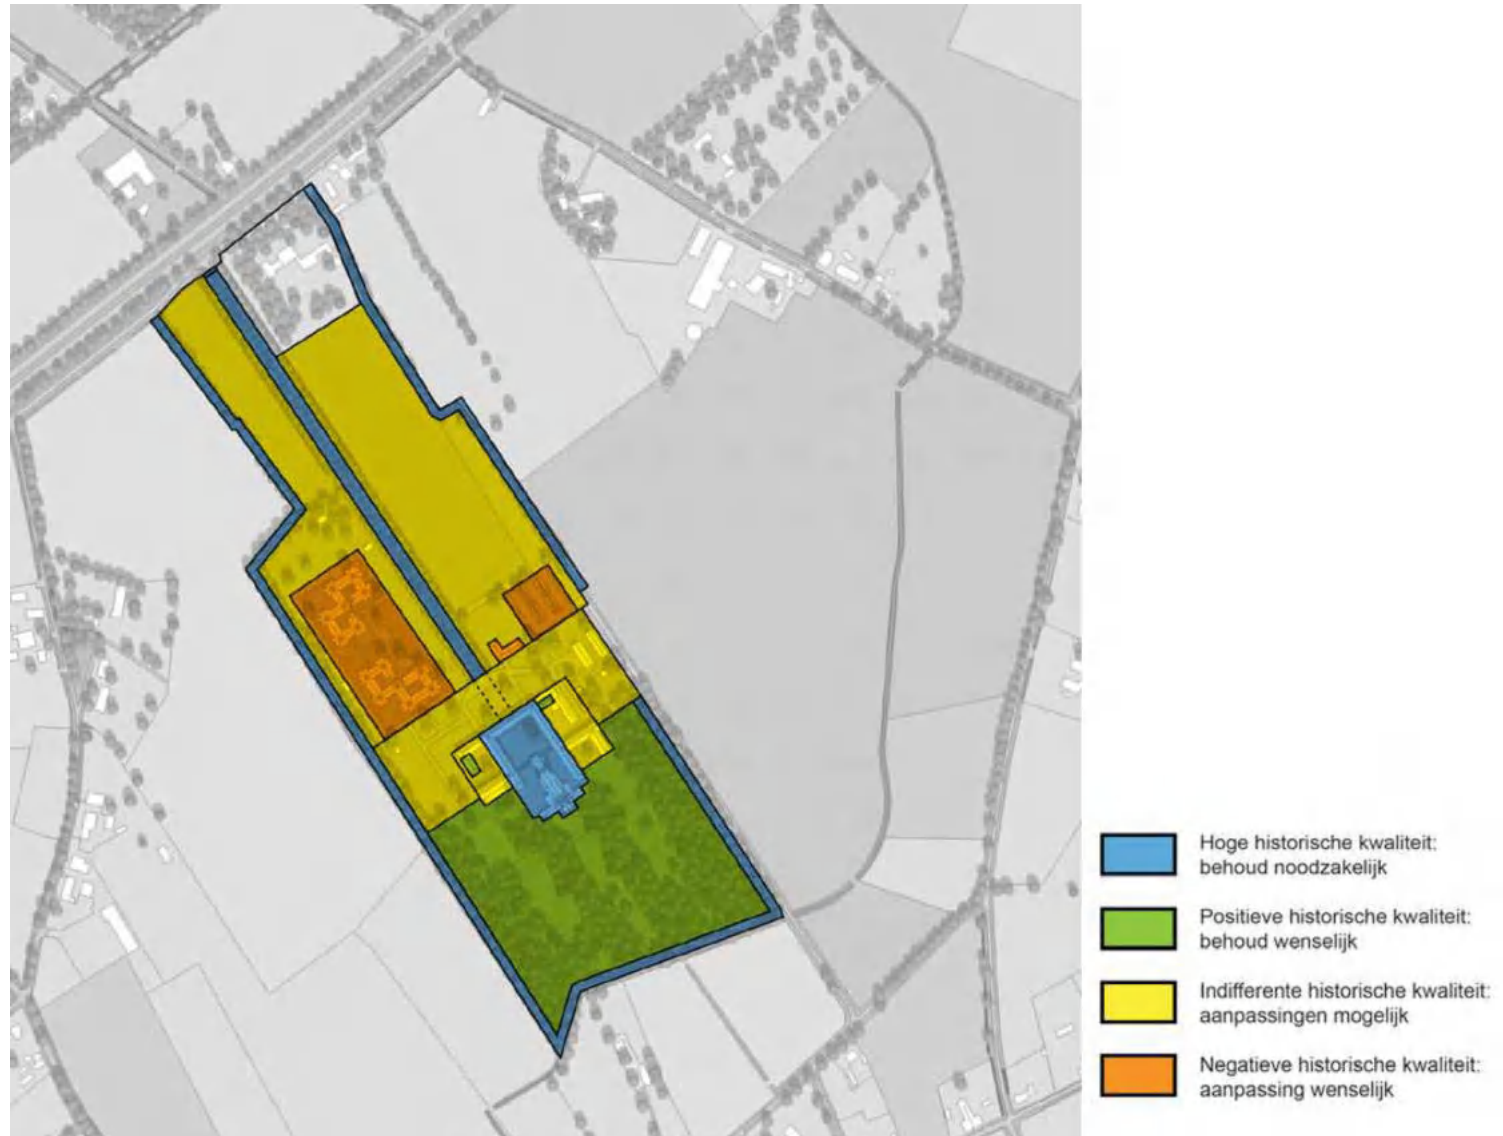 Hoge historische kwaliteit:
behoud noodzakelijk
Positieve historische kwaliteit:
behoud wenselijk
Indifferente historische kwaliteit:
aanpassingen mogelijk
Negatieve historische kwaliteit:
aanpassing wenselijk